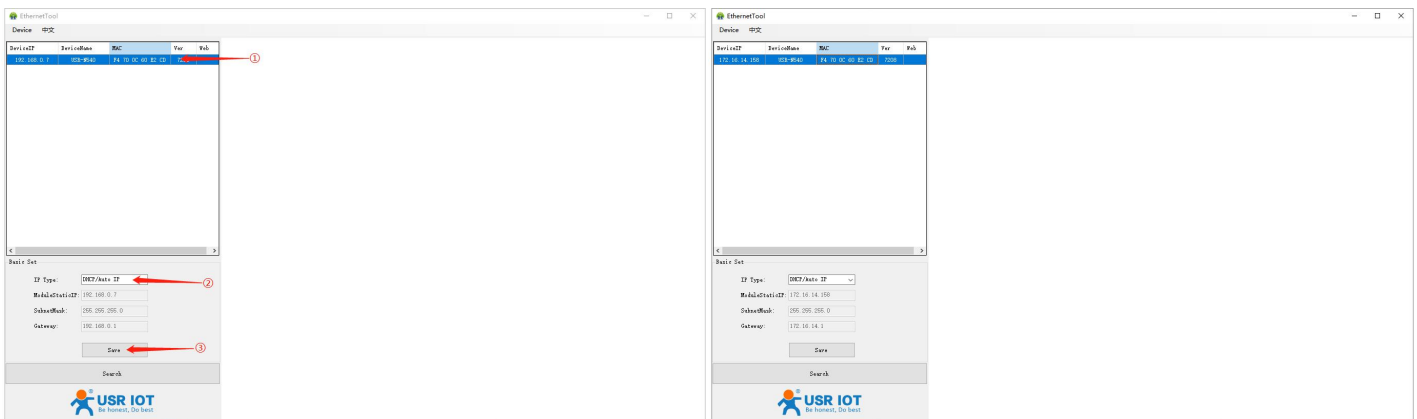 EthernetTool
Device 中文
DeviceIP DeviceName MAC Ver Web
192.168.0.7 USR-N540 F4 70 0C 60 E2 CD
①
Basic Set
IP Type: DHCP/Auto IP
②
ModuleStaticIP: 192.168.0.7
SubnetMask: 255.255.255.0
Gateway: 192.168.0.1
Save
③
Search
USR IOT
Be honest, Do best
EthernetTool
Device 中文
DeviceIP DeviceName MAC Ver Web
172.16.14.158 USR-N540 F4 70 0C 60 E2 CD 7208
Basic Set
IP Type: DHCP/Auto IP
ModuleStaticIP: 172.16.14.158
SubnetMask: 255.255.255.0
Gateway: 172.16.14.1
Save
Search
USR IOT
Be honest, Do best